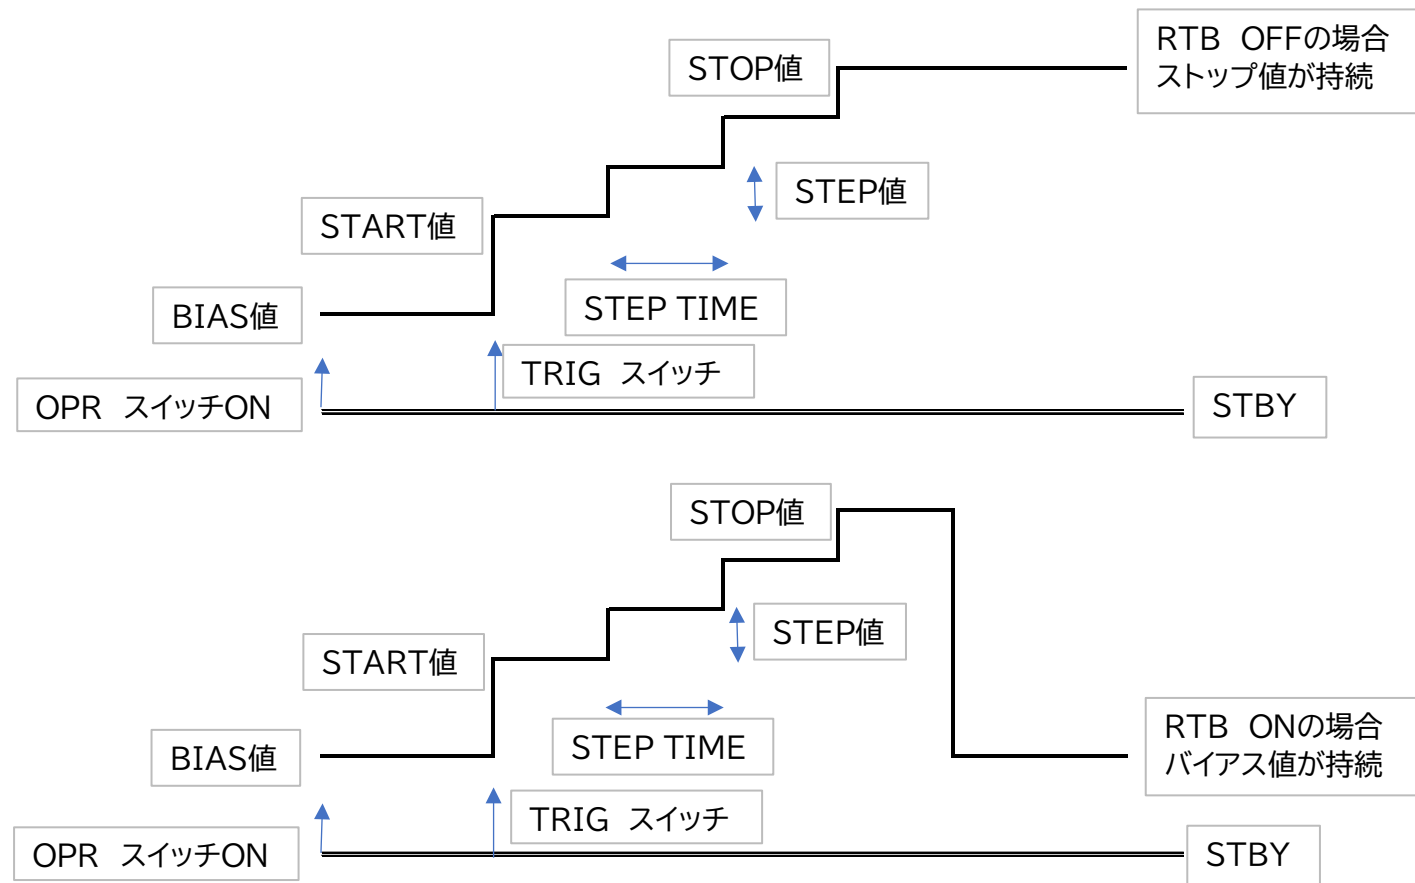 RTB OFFの場合
ストップ値が持続
STOP値
STEP値
START値
STEP TIME
BIAS値
TRIG スイッチ
OPR スイッチON
STBY
STOP値
STEP値
START値
RTB ONの場合
バイアス値が持続
STEP TIME
BIAS値
TRIG スイッチ
OPR スイッチON
STBY